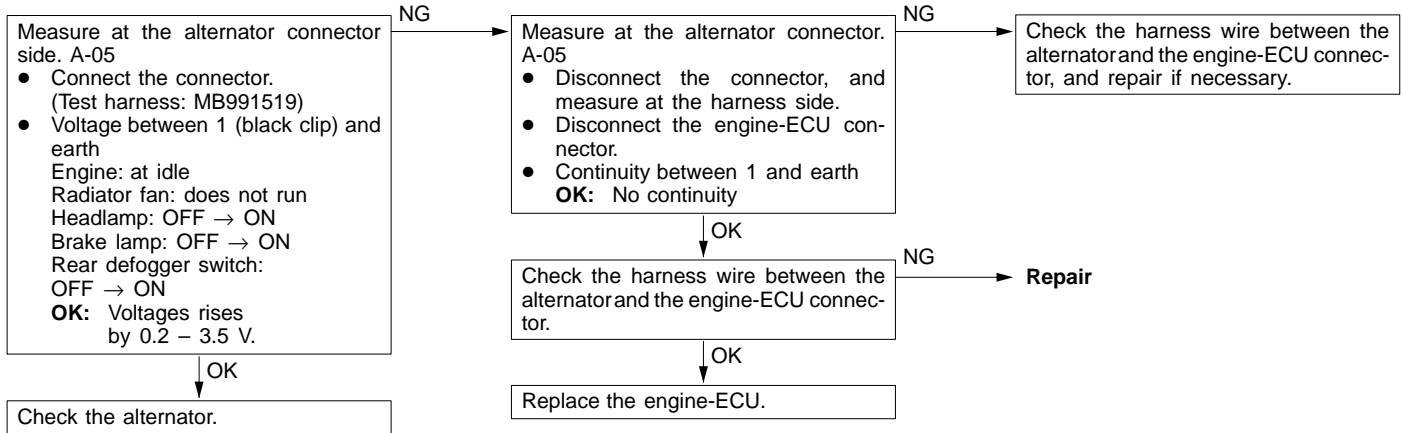 Measure at the alternator connector
side. A-05
● Connect the connector.
(Test harness: MB991519)
● Voltage between 1 (black clip) and
earth
Engine: at idle
Radiator fan: does not run
Headlamp: OFF → ON
Brake lamp: OFF → ON
Rear defogger switch:
OFF → ON
OK: Voltages rises
by 0.2 – 3.5 V.
OK
Check the alternator.
NG
Measure at the alternator connector.
A-05
● Disconnect the connector, and
measure at the harness side.
● Disconnect the engine-ECU con-
nector.
● Continuity between 1 and earth
OK: No continuity
OK
Check the harness wire between the
alternator and the engine-ECU connec-
tor.
OK
Replace the engine-ECU.
NG
Check the harness wire between the
alternator and the engine-ECU connec-
tor, and repair if necessary.
NG
Repair